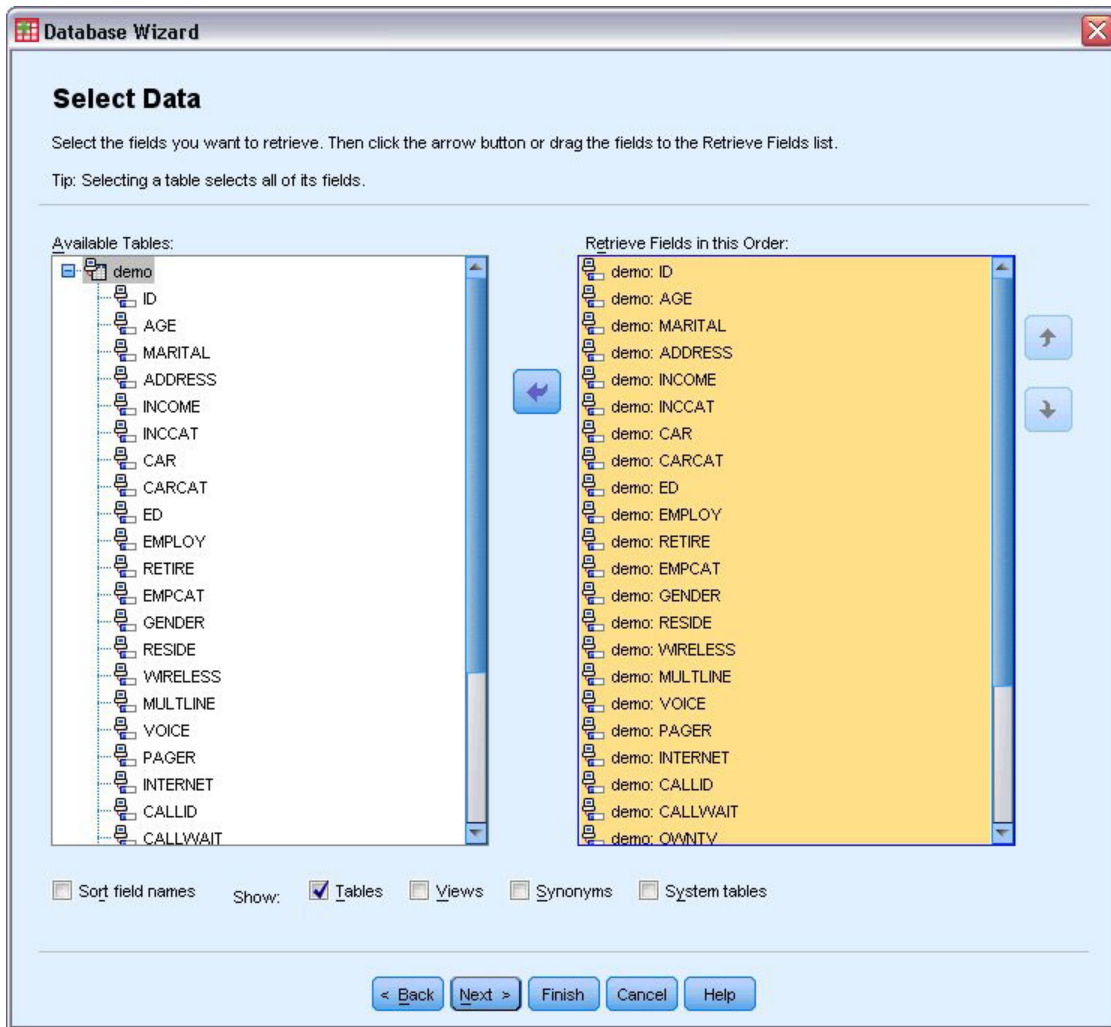 Database Wizard
Select Data
Select the fields you want to retrieve. Then click the arrow button or drag the fields to the Retrieve Fields list.
Tip: Selecting a table selects all of its fields.
Available Tables:
demo
ID
AGE
MARITAL
ADDRESS
INCOME
INCCAT
CAR
CARCAT
ED
EMPLOY
RETIRE
EMPCAT
GENDER
RESIDE
WIRELESS
MULTLINE
VOICE
PAGER
INTERNET
CALLID
CALLWAIT
Retrieve Fields in this Order:
demo: ID
demo: AGE
demo: MARITAL
demo: ADDRESS
demo: INCOME
demo: INCCAT
demo: CAR
demo: CARCAT
demo: ED
demo: EMPLOY
demo: RETIRE
demo: EMPCAT
demo: GENDER
demo: RESIDE
demo: WIRELESS
demo: MULTLINE
demo: VOICE
demo: PAGER
demo: INTERNET
demo: CALLID
demo: CALLWAIT
demo: OWNTV
Sort field names Show: Tables Views Synonyms System tables
< Back Next > Finish Cancel Help